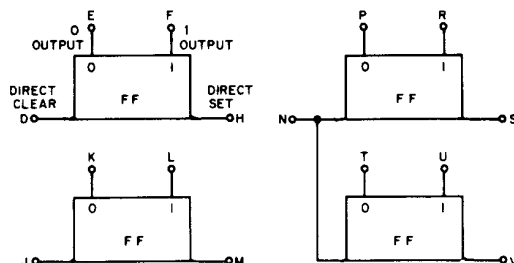 E F
0 OUTPUT 1 OUTPUT
0 1
DIRECT CLEAR FF DIRECT SET
D H
P R
0 1
FF
N S
K L
0 1
FF
J M
T U
0 1
FF
V